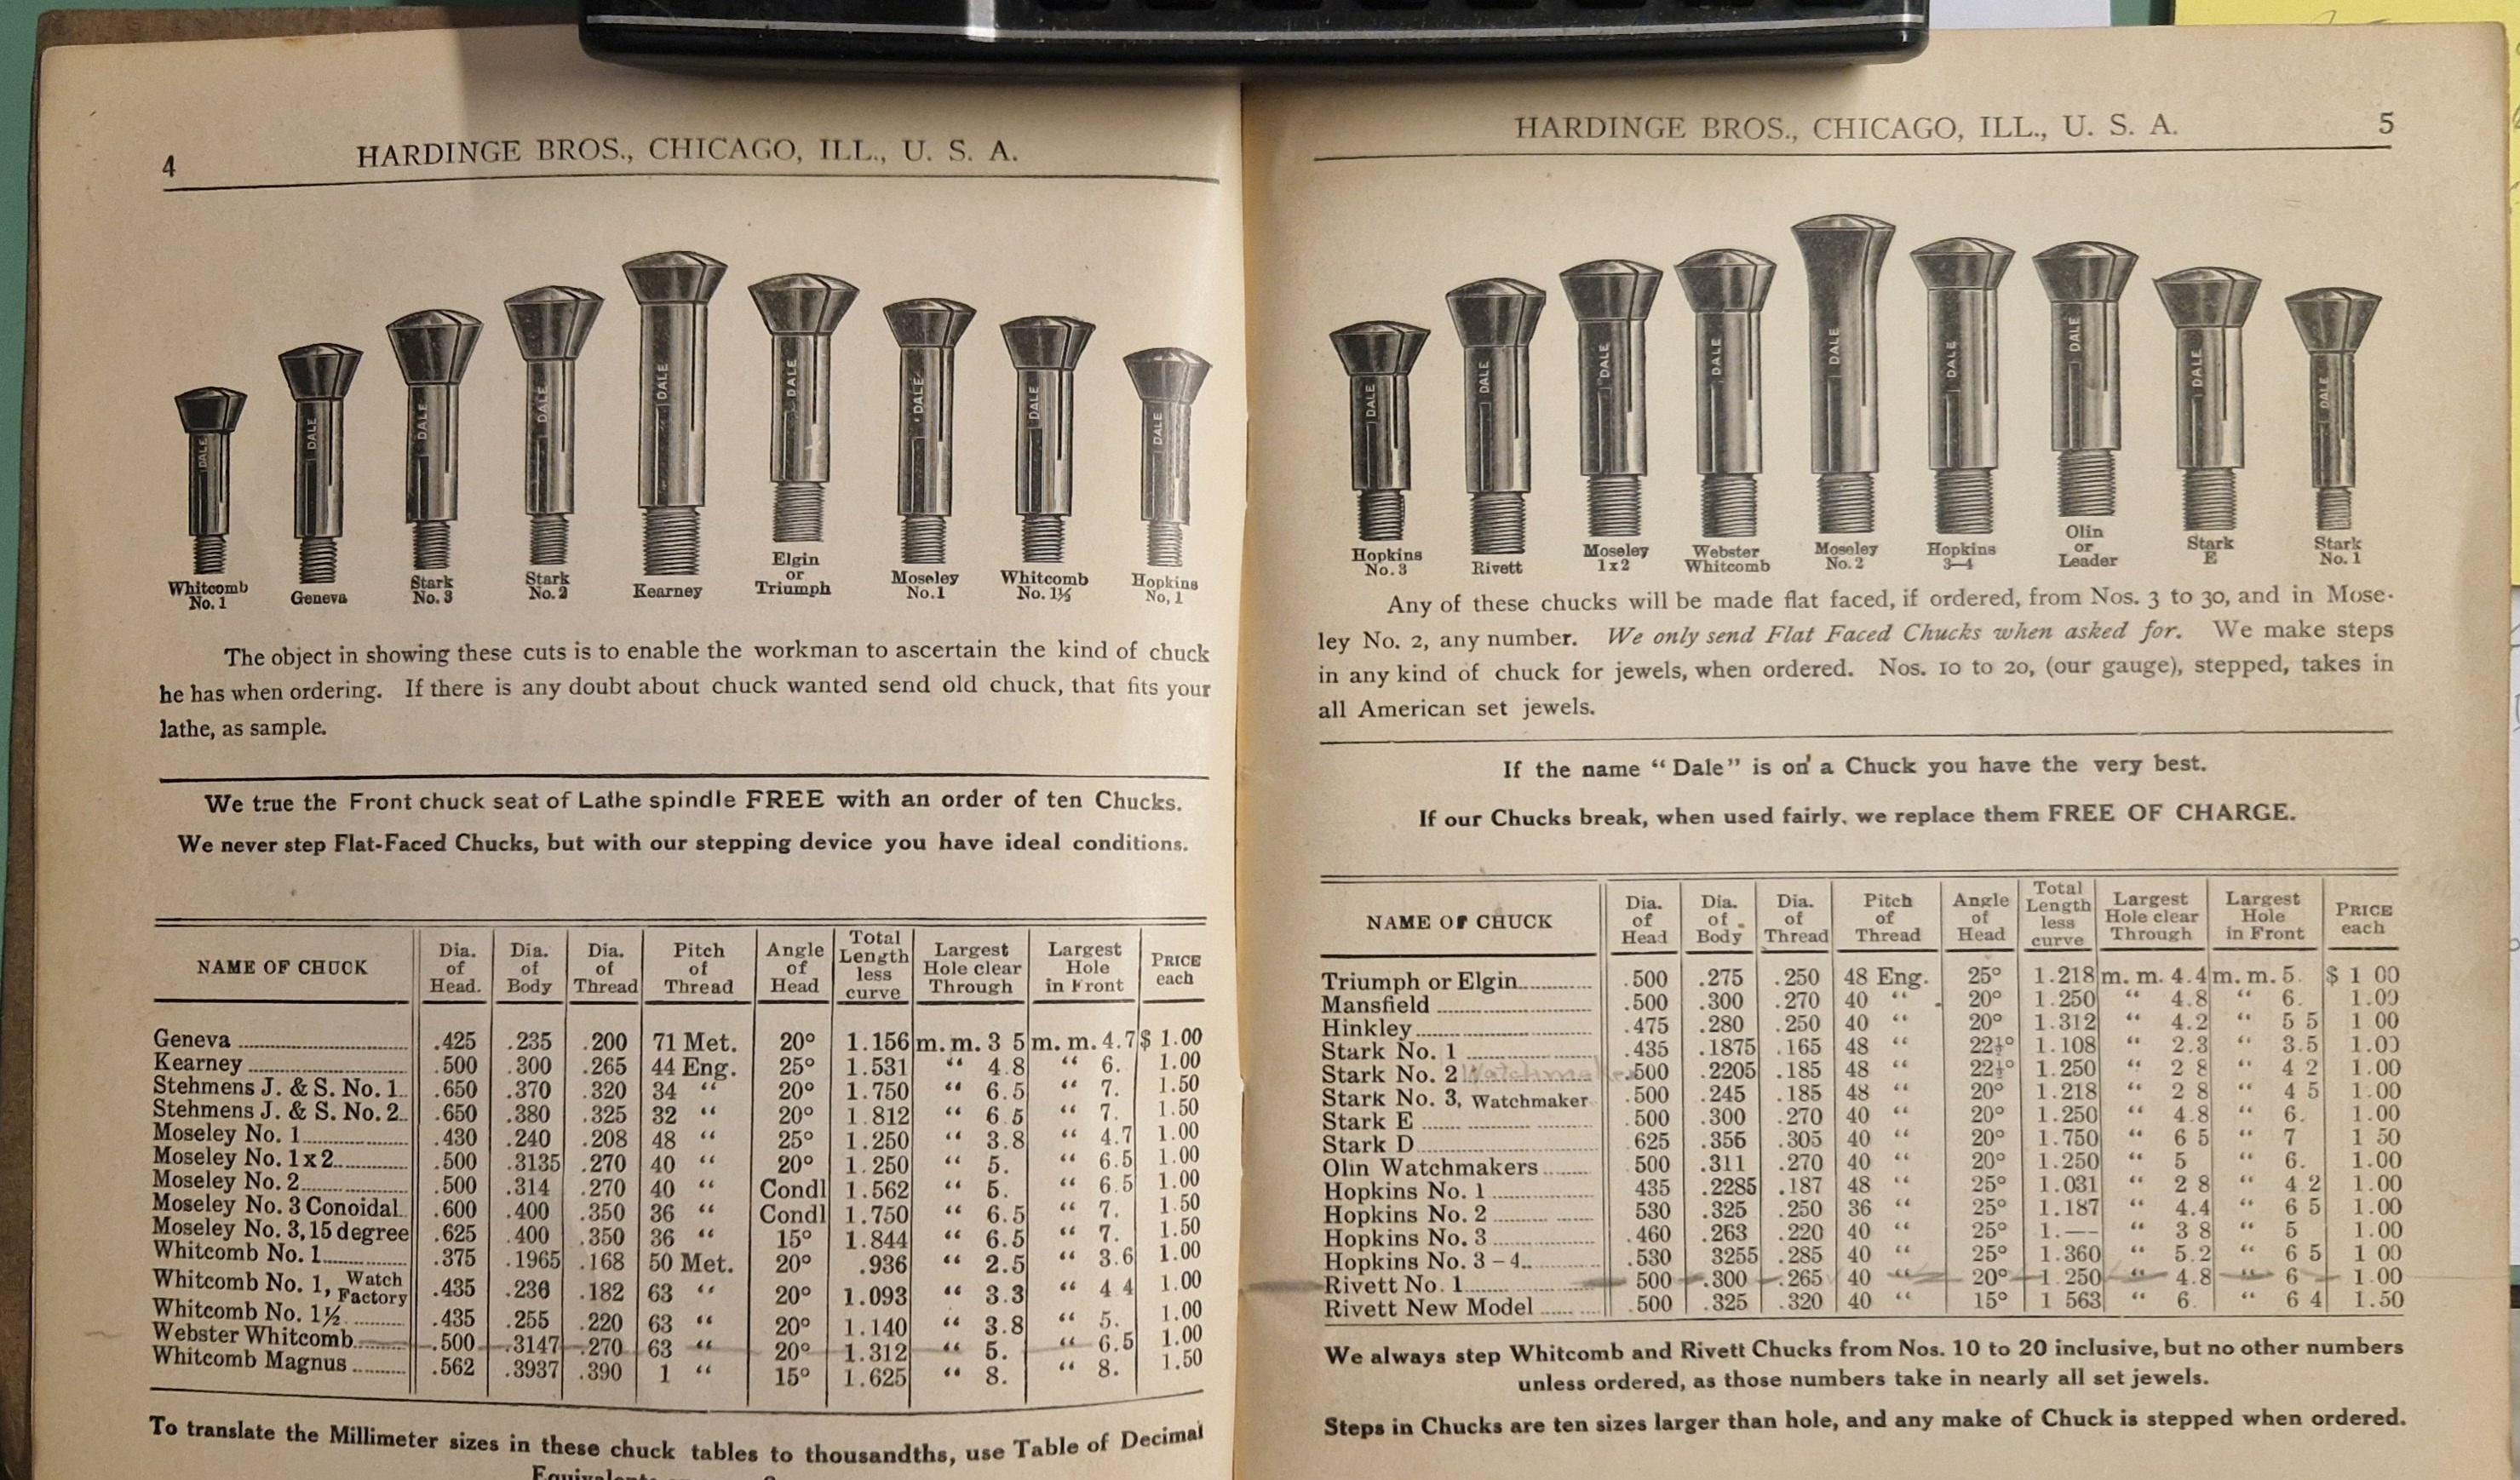 4
HARDINGE BROS., CHICAGO, ILL., U. S. A.
DALE
DALE
DALE
DALE
DALE
DALE
DALE
DALE
DALE
Whitcomb No. 1
Geneva
Stark No. 3
Stark No. 2
Kearney
Elgin or Triumph
Moseley No. 1
Whitcomb No. 1½
Hopkins No, 1
The object in showing these cuts is to enable the workman to ascertain the kind of chuck
he has when ordering. If there is any doubt about chuck wanted send old chuck, that fits your
lathe, as sample.
We true the Front chuck seat of Lathe spindle FREE with an order of ten Chucks.
We never step Flat-Faced Chucks, but with our stepping device you have ideal conditions.
NAME OF CHUCK Dia. of Head. Dia. of Body Dia. of Thread Pitch of Thread Angle of Head Total Length less curve Largest Hole clear Through Largest Hole in Front PRICE each
Geneva .425 .235 .200 71 Met. 20° 1.156 m. m. 3 5 m. m. 4.7 $ 1.00
Kearney .500 .300 .265 44 Eng. 25° 1.531 “ 4.8 “ 6. 1.00
Stehmens J. & S. No. 1 .650 .370 .320 34 “ 20° 1.750 “ 6.5 “ 7. 1.50
Stehmens J. & S. No. 2 .650 .380 .325 32 “ 20° 1.812 “ 6 5 “ 7. 1.50
Moseley No. 1 .430 .240 .208 48 “ 25° 1.250 “ 3.8 “ 4.7 1.00
Moseley No. 1x2 .500 .3135 .270 40 “ 20° 1.250 “ 5. “ 6.5 1.00
Moseley No. 2 .500 .314 .270 40 “ Condl 1.562 “ 5. “ 6.5 1.00
Moseley No. 3 Conoidal .600 .400 .350 36 “ Condl 1.750 “ 6.5 “ 7. 1.50
Moseley No. 3, 15 degree .625 .400 .350 36 “ 15° 1.844 “ 6.5 “ 7. 1.50
Whitcomb No. 1 .375 .1965 .168 50 Met. 20° .936 “ 2.5 “ 3.6 1.00
Whitcomb No. 1, Watch Factory .435 .236 .182 63 “ 20° 1.093 “ 3.3 “ 4 4 1.00
Whitcomb No. 1½ .435 .255 .220 63 “ 20° 1.140 “ 3.8 “ 5. 1.00
Webster Whitcomb .500 .3147 .270 63 “ 20° 1.312 “ 5. “ 6.5 1.00
Whitcomb Magnus .562 .3937 .390 1 “ 15° 1.625 “ 8. “ 8. 1.50
To translate the Millimeter sizes in these chuck tables to thousandths, use Table of Decimal
HARDINGE BROS., CHICAGO, ILL., U. S. A.
5
DALE
DALE
DALE
DALE
DALE
DALE
DALE
DALE
DALE
Hopkins No. 3
Rivett
Moseley 1x2
Webster Whitcomb
Moseley No. 2
Hopkins 3–4
Olin or Leader
Stark E
Stark No. 1
Any of these chucks will be made flat faced, if ordered, from Nos. 3 to 30, and in Mose-
ley No. 2, any number. We only send Flat Faced Chucks when asked for. We make steps
in any kind of chuck for jewels, when ordered. Nos. 10 to 20, (our gauge), stepped, takes in
all American set jewels.
If the name “Dale” is on a Chuck you have the very best.
If our Chucks break, when used fairly, we replace them FREE OF CHARGE.
NAME OF CHUCK Dia. of Head Dia. of Body Dia. of Thread Pitch of Thread Angle of Head Total Length less curve Largest Hole clear Through Largest Hole in Front PRICE each
Triumph or Elgin .500 .275 .250 48 Eng. 25° 1.218 m. m. 4.4 m. m. 5. $ 1 00
Mansfield .500 .300 .270 40 “ 20° 1 250 “ 4.8 “ 6. 1.00
Hinkley .475 .280 .250 40 “ 20° 1.312 “ 4.2 “ 5 5 1 00
Stark No. 1 .435 .1875 .165 48 “ 22½° 1.108 “ 2.3 “ 3.5 1.00
Stark No. 2 Watchmaker .500 .2205 .185 48 “ 22½° 1.250 “ 2 8 “ 4 2 1.00
Stark No. 3, Watchmaker .500 .245 .185 48 “ 20° 1.218 “ 2 8 “ 4 5 1.00
Stark E .500 .300 .270 40 “ 20° 1.250 “ 4.8 “ 6. 1.00
Stark D .625 .356 .305 40 “ 20° 1.750 “ 6 5 “ 7 1 50
Olin Watchmakers 500 .311 .270 40 “ 20° 1.250 “ 5 “ 6. 1.00
Hopkins No. 1 435 .2285 .187 48 “ 25° 1.031 “ 2 8 “ 4 2 1.00
Hopkins No. 2 530 .325 .250 36 “ 25° 1.187 “ 4.4 “ 6 5 1.00
Hopkins No. 3 .460 .263 .220 40 “ 25° 1.-- “ 3 8 “ 5 1.00
Hopkins No. 3 – 4 .530 3255 .285 40 “ 25° 1.360 “ 5.2 “ 6 5 1 00
Rivett No. 1 500 .300 .265 40 “ 20° 1 250 “ 4.8 “ 6 1.00
Rivett New Model .500 .325 .320 40 “ 15° 1 563 “ 6. “ 6 4 1.50
We always step Whitcomb and Rivett Chucks from Nos. 10 to 20 inclusive, but no other numbers
unless ordered, as those numbers take in nearly all set jewels.
Steps in Chucks are ten sizes larger than hole, and any make of Chuck is stepped when ordered.